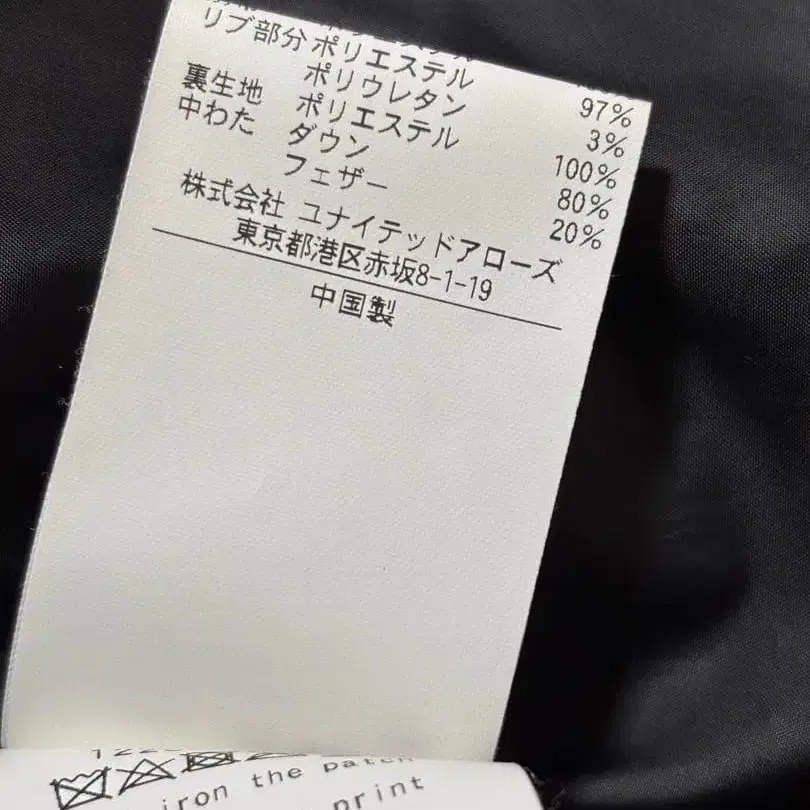 リブ部分 ポリエステル 97%
ポリウレタン 3%
裏生地 ポリエステル 100%
中わた ダウン 80%
フェザー 20%
株式会社 ユナイテッドアローズ
東京都港区赤坂8-1-19
中国製
iron the
print